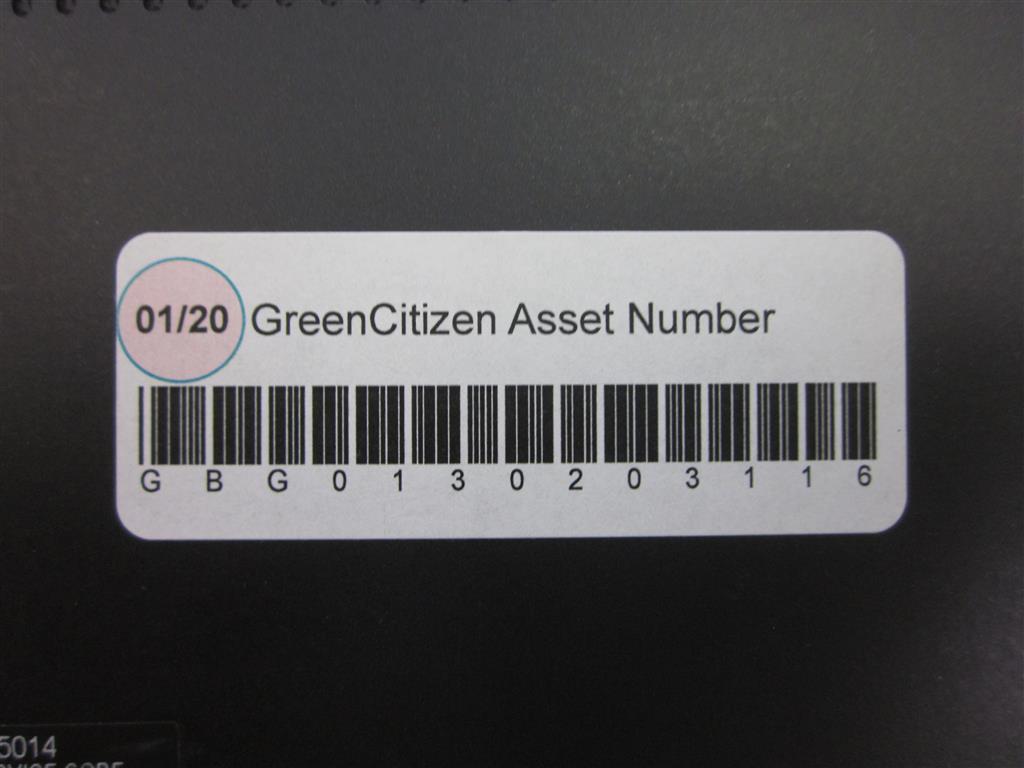 01/20 GreenCitizen Asset Number
G B G 0 1 3 0 2 0 3 1 1 6
5014